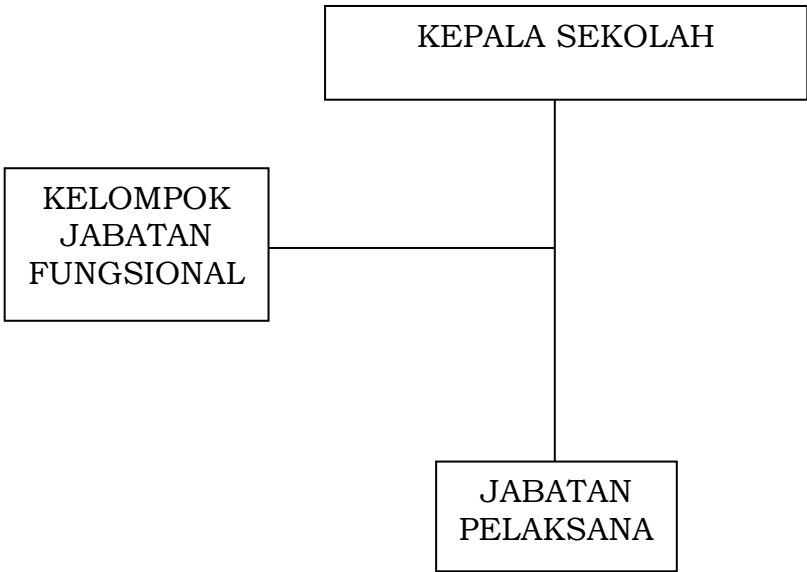 KEPALA SEKOLAH
KELOMPOK
JABATAN
FUNGSIONAL
JABATAN
PELAKSANA